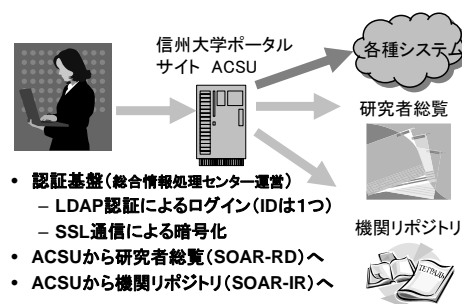 信州大学ポータル
サイト ACSU
各種システム
研究者総覧
機関リポジトリ
ТЕТРАДЬ
• 認証基盤（総合情報処理センター運営）
– LDAP認証によるログイン（IDは１つ）
– SSL通信による暗号化
• ACSUから研究者総覧（SOAR-RD）へ
• ACSUから機関リポジトリ（SOAR-IR）へ